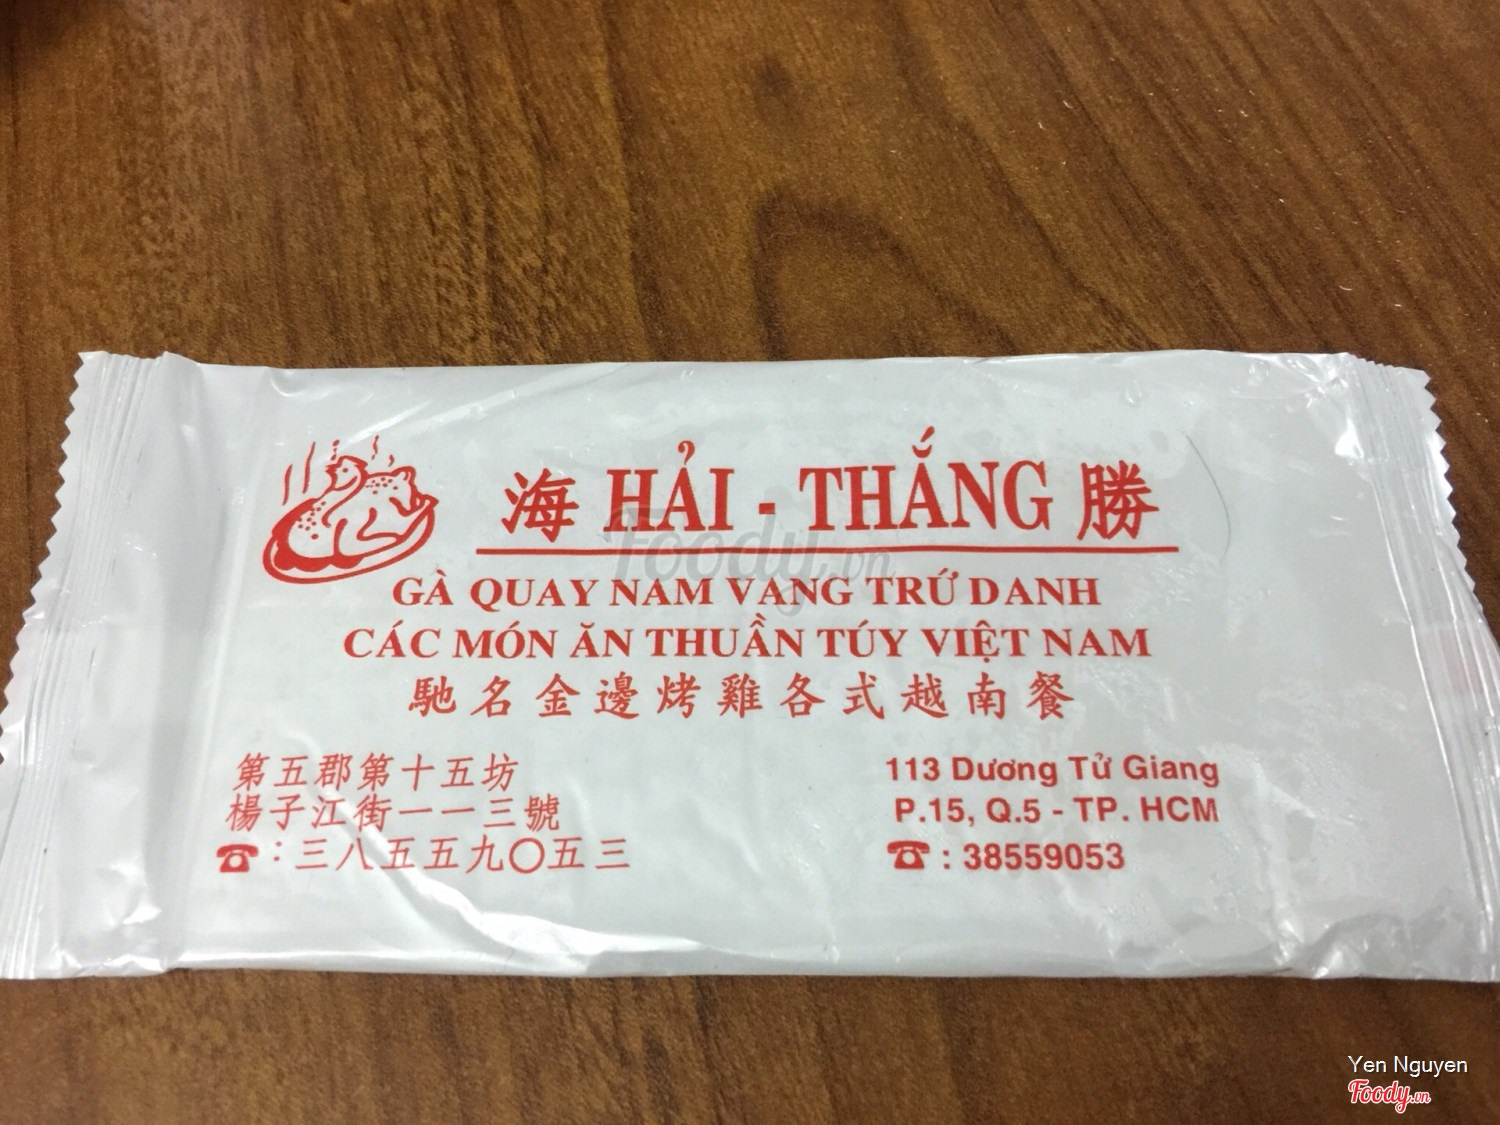 海 HẢI - THẮNG 勝
GÀ QUAY NAM VANG TRỨ DANH
CÁC MÓN ĂN THUẦN TÚY VIỆT NAM
馳名金邊烤雞各式越南餐
第五郡第十五坊
楊子江街一一三號
☎:三八五五九〇五三
113 Dương Tử Giang
P.15, Q.5 - TP. HCM
☎ : 38559053
Foody.vn
Yen Nguyen
Foody.vn